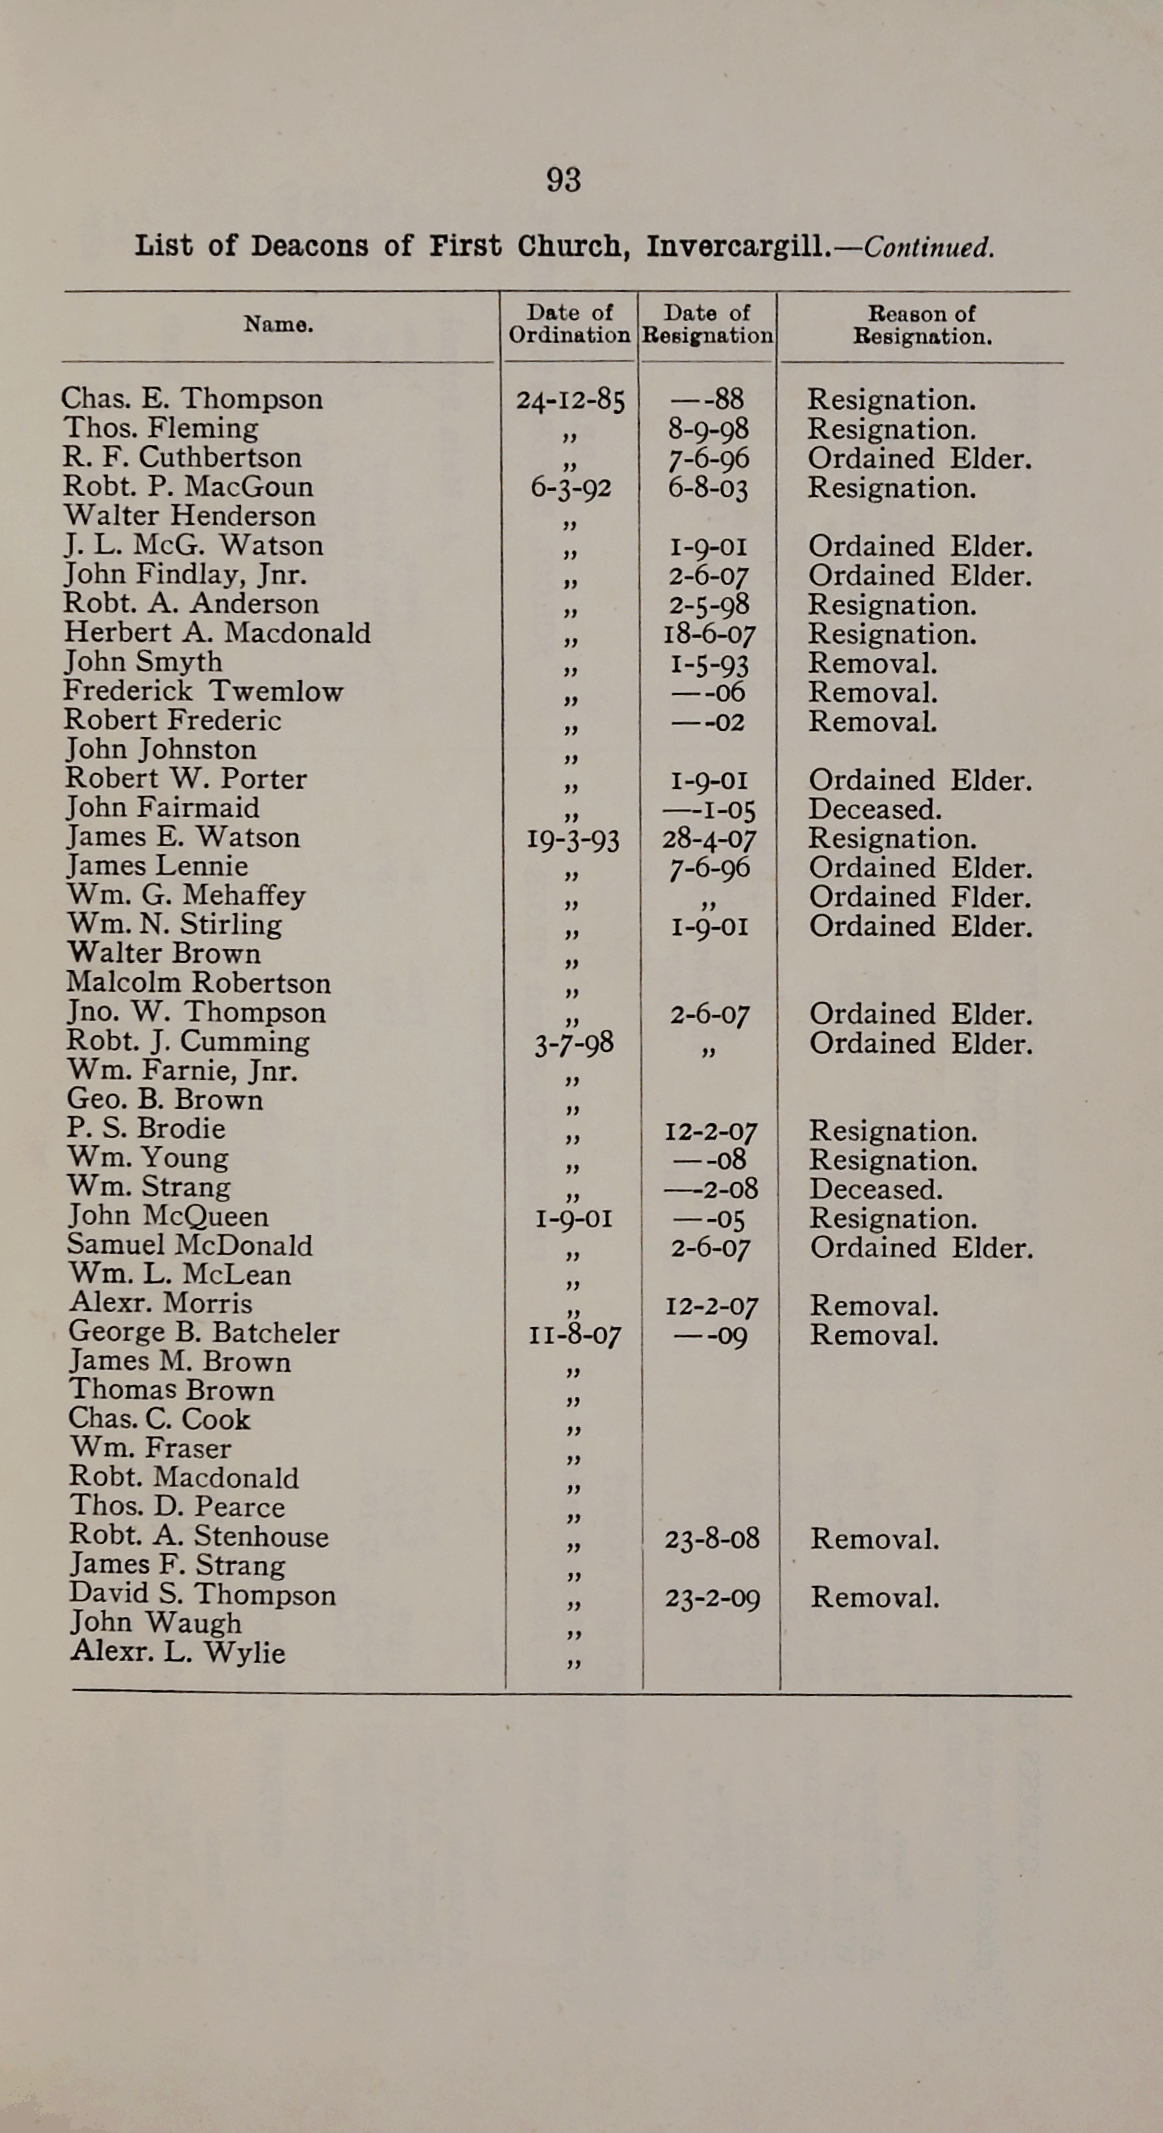 93
List of Deacons of First Church, Invercargill.—Continued.
Name. Date of Ordination Date of Resignation Reason of Resignation.
Chas. E. Thompson 24-12-85 — -88 Resignation.
Thos. Fleming ,, 8-9-98 Resignation.
R. F. Cuthbertson ,, 7-6-96 Ordained Elder.
Robt. P. MacGoun 6-3-92 6-8-03 Resignation.
Walter Henderson ,,
J. L. McG. Watson ,, 1-9-01 Ordained Elder.
John Findlay, Jnr. ,, 2-6-07 Ordained Elder.
Robt. A. Anderson ,, 2-5-98 Resignation.
Herbert A. Macdonald ,, 18-6-07 Resignation.
John Smyth ,, 1-5-93 Removal.
Frederick Twemlow ,, — -06 Removal.
Robert Frederic ,, — -02 Removal.
John Johnston ,,
Robert W. Porter ,, 1-9-01 Ordained Elder.
John Fairmaid ,, —-1-05 Deceased.
James E. Watson 19-3-93 28-4-07 Resignation.
James Lennie ,, 7-6-96 Ordained Elder.
Wm. G. Mehaffey ,, ,, Ordained Flder.
Wm. N. Stirling ,, 1-9-01 Ordained Elder.
Walter Brown ,,
Malcolm Robertson ,,
Jno. W. Thompson ,, 2-6-07 Ordained Elder.
Robt. J. Cumming 3-7-98 ,, Ordained Elder.
Wm. Farnie, Jnr. ,,
Geo. B. Brown ,,
P. S. Brodie ,, 12-2-07 Resignation.
Wm. Young ,, — -08 Resignation.
Wm. Strang ,, —-2-08 Deceased.
John McQueen 1-9-01 — -05 Resignation.
Samuel McDonald ,, 2-6-07 Ordained Elder.
Wm. L. McLean ,,
Alexr. Morris ,, 12-2-07 Removal.
George B. Batcheler 11-8-07 — -09 Removal.
James M. Brown ,,
Thomas Brown ,,
Chas. C. Cook ,,
Wm. Fraser ,,
Robt. Macdonald ,,
Thos. D. Pearce ,,
Robt. A. Stenhouse ,, 23-8-08 Removal.
James F. Strang ,,
David S. Thompson ,, 23-2-09 Removal.
John Waugh ,,
Alexr. L. Wylie ,,